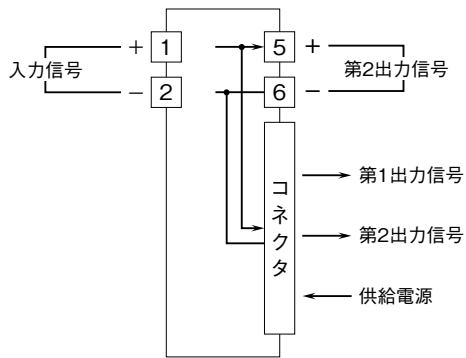 + 1 5 +
入力信号 第2出力信号
− 2 6 −
コネクタ
第1出力信号
第2出力信号
供給電源